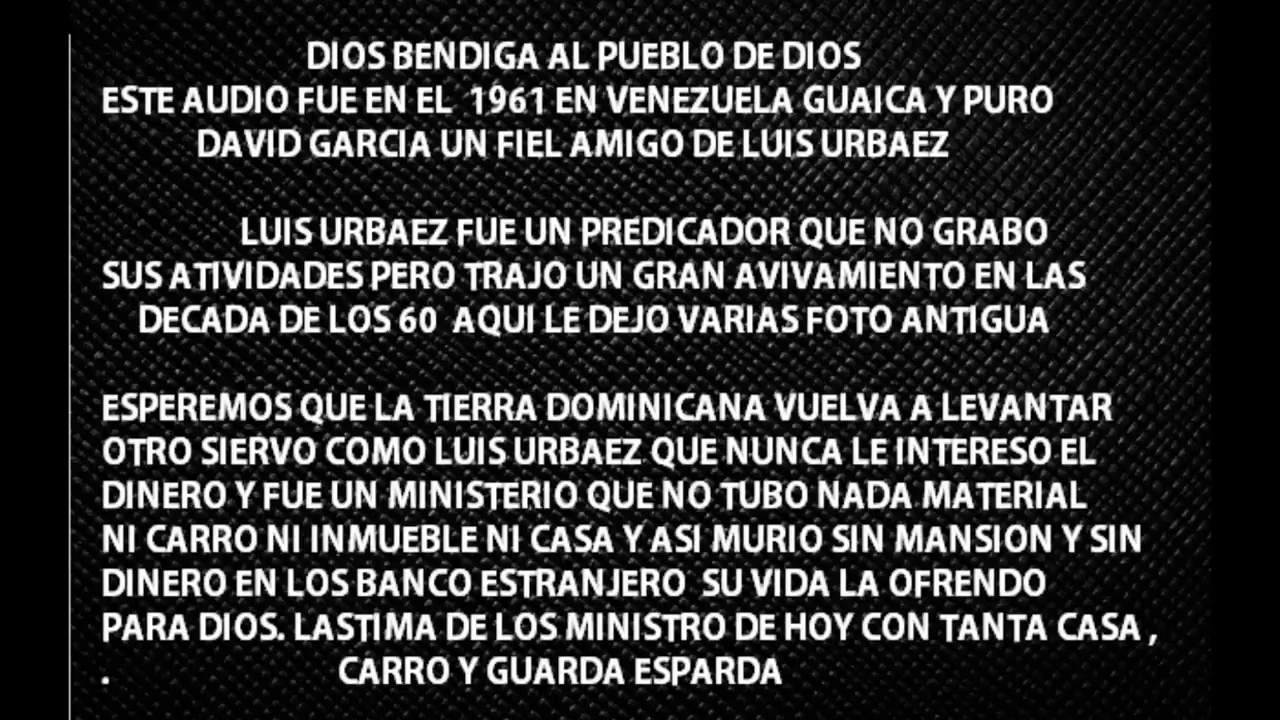 DIOS BENDIGA AL PUEBLO DE DIOS
ESTE AUDIO FUE EN EL 1961 EN VENEZUELA GUAICA Y PURO
DAVID GARCIA UN FIEL AMIGO DE LUIS URBAEZ
LUIS URBAEZ FUE UN PREDICADOR QUE NO GRABO
SUS ATIVIDADES PERO TRAJO UN GRAN AVIVAMIENTO EN LAS
DECADA DE LOS 60 AQUI LE DEJO VARIAS FOTO ANTIGUA
ESPEREMOS QUE LA TIERRA DOMINICANA VUELVA A LEVANTAR
OTRO SIERVO COMO LUIS URBAEZ QUE NUNCA LE INTERESO EL
DINERO Y FUE UN MINISTERIO QUE NO TUBO NADA MATERIAL
NI CARRO NI INMUEBLE NI CASA Y ASI MURIO SIN MANSION Y SIN
DINERO EN LOS BANCO ESTRANJERO SU VIDA LA OFRENDO
PARA DIOS. LASTIMA DE LOS MINISTRO DE HOY CON TANTA CASA ,
. CARRO Y GUARDA ESPARDA